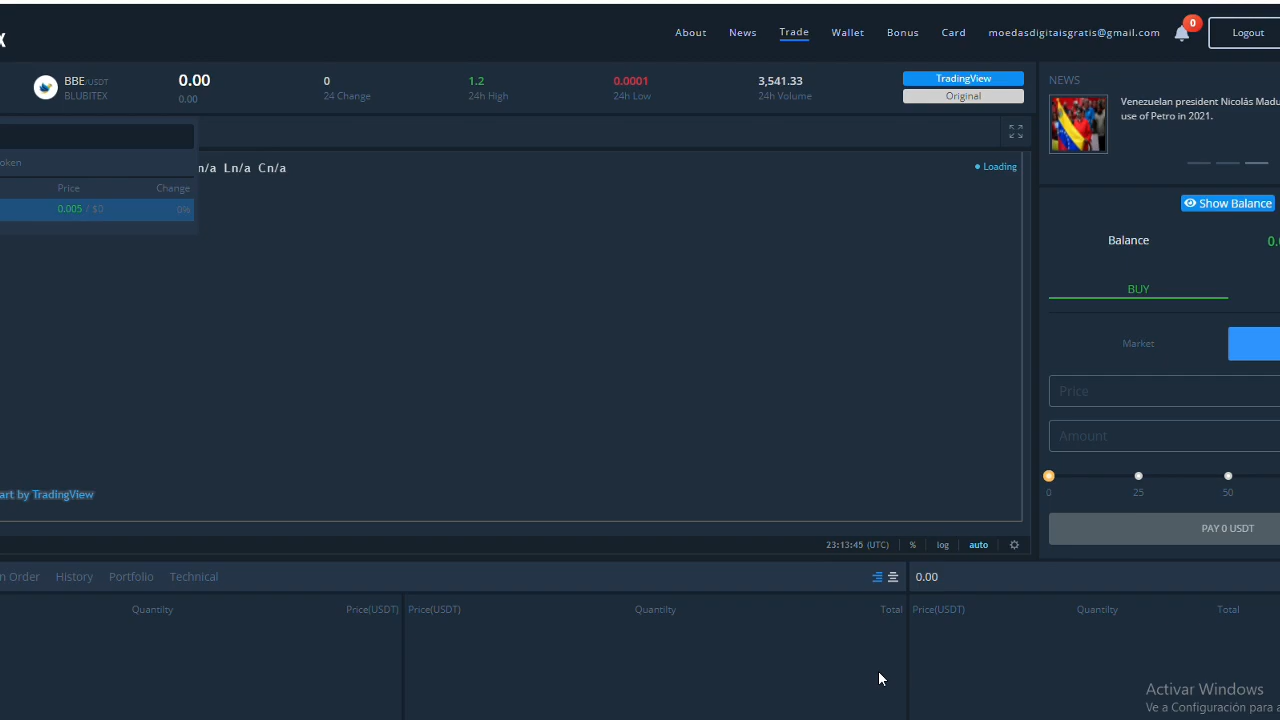 X
About News Trade Wallet Bonus Card moedasdigitaisgratis@gmail.com 0 Logout
BBE/USDT
BLUBITEX
0.00
0.00
0
24 Change
1.2
24h High
0.0001
24h Low
3,541.33
24h Volume
TradingView
Original
NEWS
Venezuelan president Nicolás Madu
use of Petro in 2021.
oken
n/a Ln/a Cn/a
Loading
Price Change
0.005 / $0 0%
Show Balance
Balance 0.
BUY
Market
Price
Amount
0 25 50
PAY 0 USDT
art by TradingView
23:13:45 (UTC) % log auto
n Order History Portfolio Technical
0.00
Quantilty Price(USDT) Price(USDT) Quantilty Total Price(USDT) Quantilty Total
Activar Windows
Ve a Configuración para a